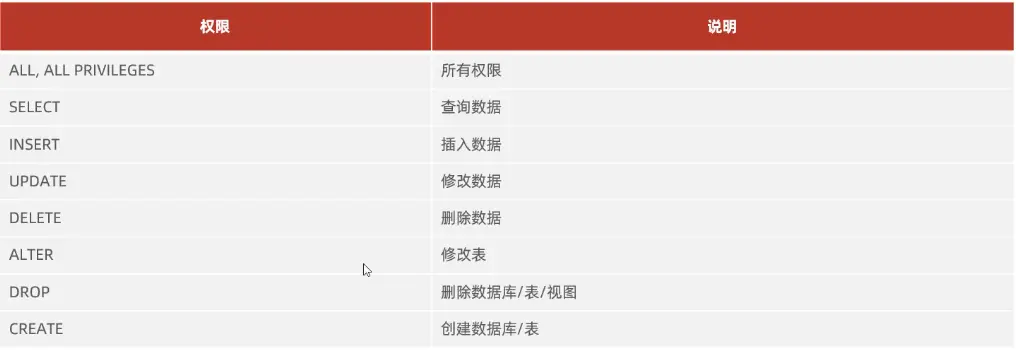 权限 说明
ALL, ALL PRIVILEGES 所有权限
SELECT 查询数据
INSERT 插入数据
UPDATE 修改数据
DELETE 删除数据
ALTER 修改表
DROP 删除数据库/表/视图
CREATE 创建数据库/表